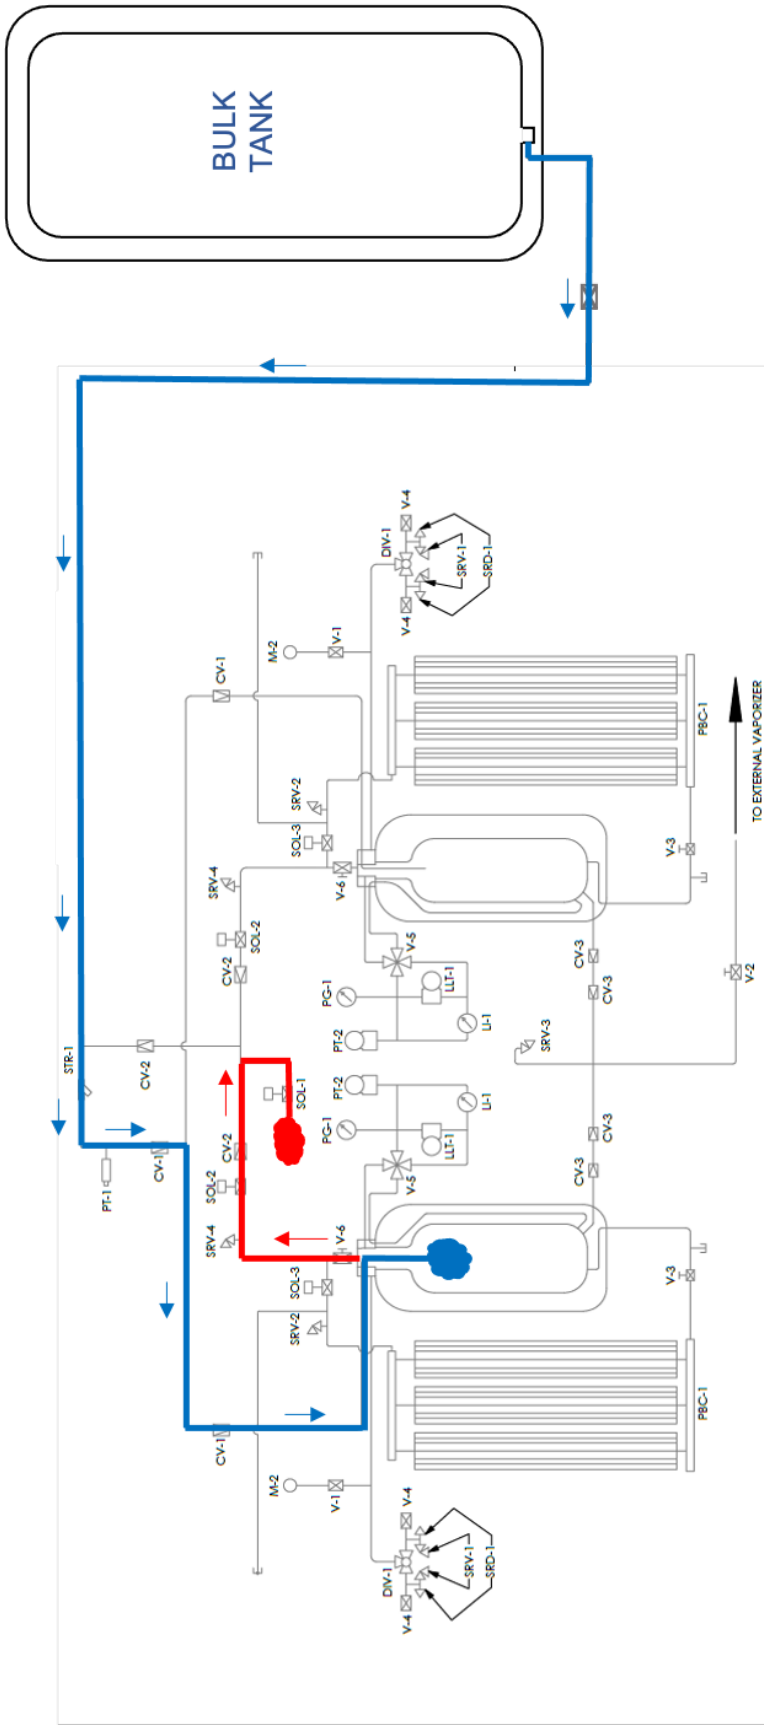 BULK
TANK
V-4
DIV-1
SRV-1
SRD-1
V-4
M-2
V-1
CV-1
PBC-1
TO EXTERNAL VAPORIZER
SRV-2
SOL-3
V-3
SRV-4
V-6
SOL-2
CV-2
V-5
CV-3
CV-3
V-2
PG-1
LLT-1
LI-1
PT-2
SRV-3
STR-1
CV-2
SOL-1
PT-2
LI-1
PG-1
LLT-1
CV-3
CV-3
CV-2
CV-1
PT-1
SOL-2
V-5
SRV-4
V-6
SOL-3
V-3
SRV-2
PBC-1
CV-1
M-2
V-1
V-4
DIV-1
SRV-1
SRD-1
V-4